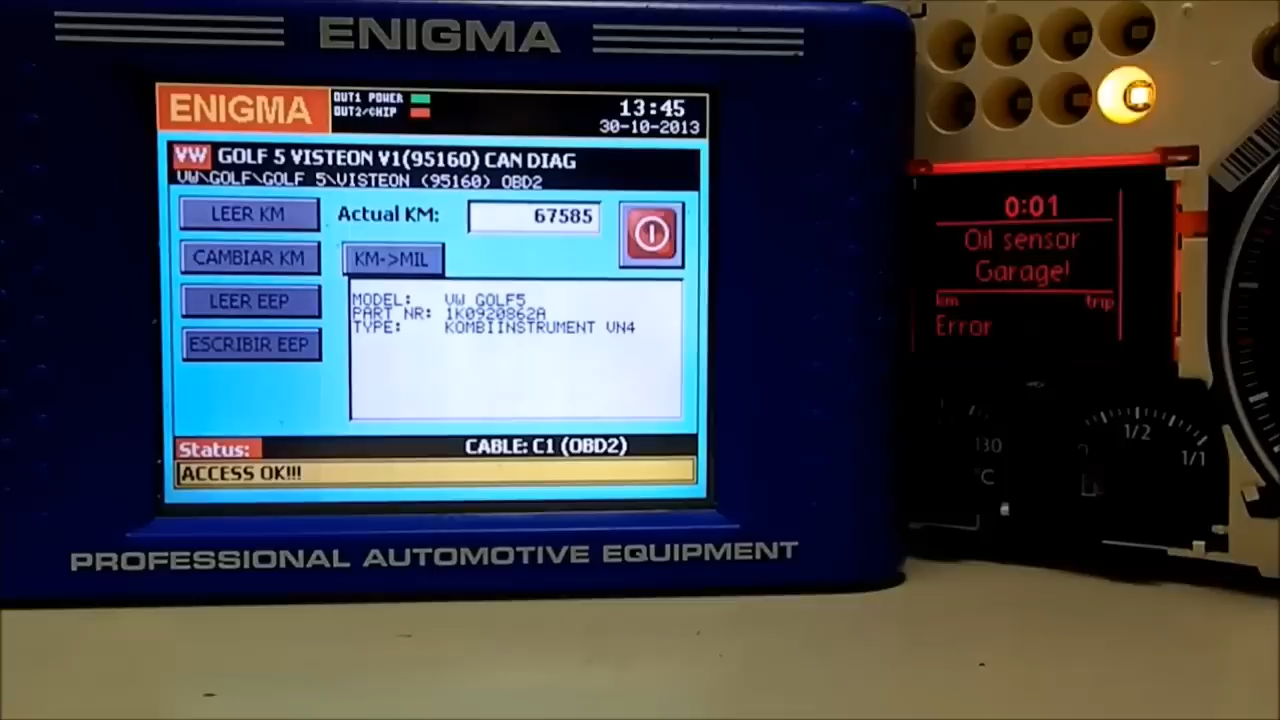 ENIGMA
ENIGMA
OUT1 POWER
OUT2/CHIP
13:45
30-10-2013
VW GOLF 5 VISTEON V1(95160) CAN DIAG
VW\GOLF\GOLF 5\VISTEON (95160) OBD2
LEER KM
Actual KM: 67585
CAMBIAR KM
KM->MIL
LEER EEP
ESCRIBIR EEP
MODEL: VW GOLF5
PART NR: 1K0920862A
TYPE: KOMBIINSTRUMENT VN4
Status: CABLE: C1 (OBD2)
ACCESS OK!!!
PROFESSIONAL AUTOMOTIVE EQUIPMENT
0:01
Oil sensor
Garage!
km trip
Error
130
°C
0 1/2 1/1